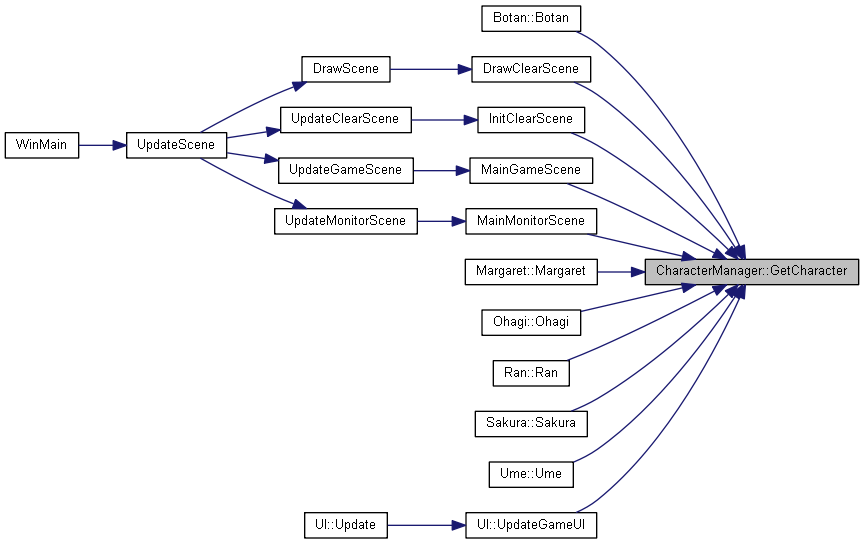 Botan::Botan
DrawScene
DrawClearScene
UpdateClearScene
InitClearScene
WinMain
UpdateScene
UpdateGameScene
MainGameScene
UpdateMonitorScene
MainMonitorScene
Margaret::Margaret
CharacterManager::GetCharacter
Ohagi::Ohagi
Ran::Ran
Sakura::Sakura
Ume::Ume
UI::Update
UI::UpdateGameUI